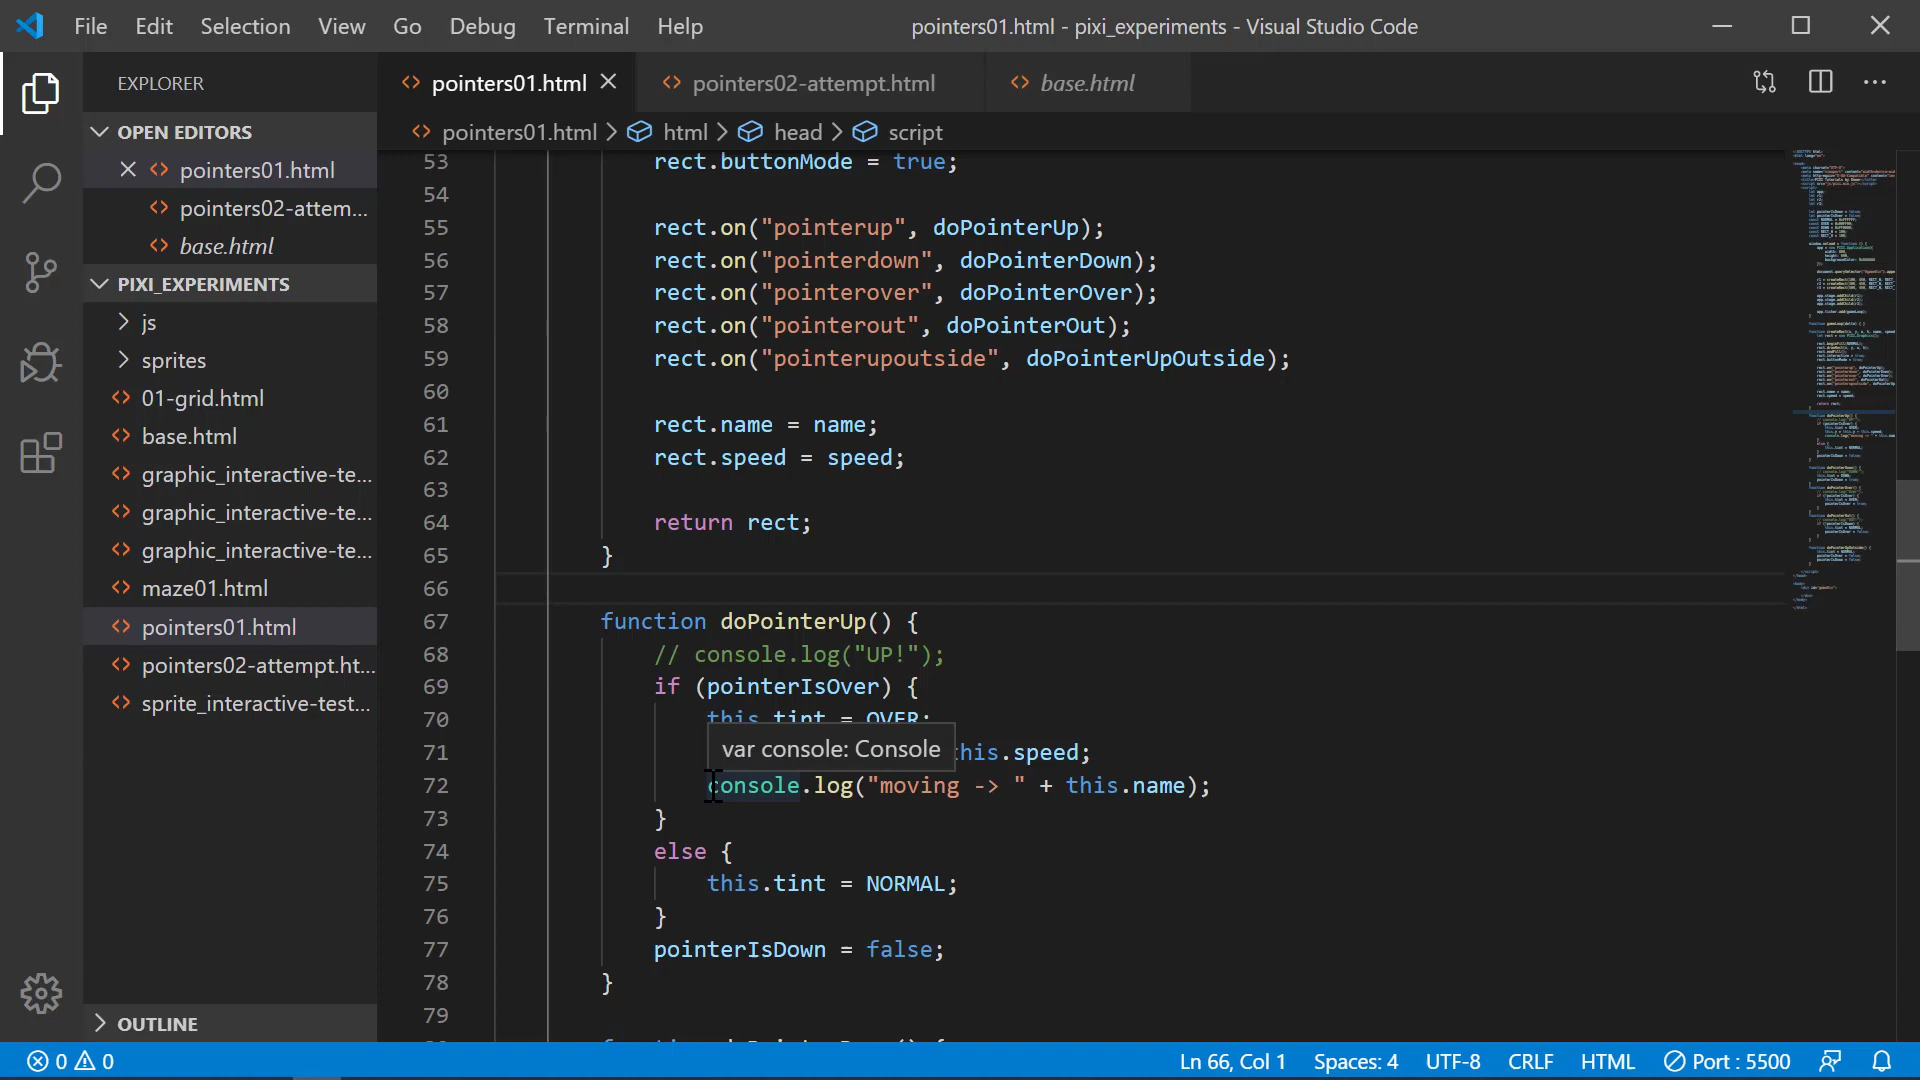 File Edit Selection View Go Debug Terminal Help
pointers01.html - pixi_experiments - Visual Studio Code
EXPLORER
OPEN EDITORS
pointers01.html
pointers02-attem...
base.html
PIXI_EXPERIMENTS
js
sprites
01-grid.html
base.html
graphic_interactive-te...
graphic_interactive-te...
graphic_interactive-te...
maze01.html
pointers01.html
pointers02-attempt.ht...
sprite_interactive-test...
OUTLINE
pointers01.html pointers02-attempt.html base.html
pointers01.html > html > head > script
53 rect.buttonMode = true;
54
55 rect.on("pointerup", doPointerUp);
56 rect.on("pointerdown", doPointerDown);
57 rect.on("pointerover", doPointerOver);
58 rect.on("pointerout", doPointerOut);
59 rect.on("pointerupoutside", doPointerUpOutside);
60
61 rect.name = name;
62 rect.speed = speed;
63
64 return rect;
65 }
66
67 function doPointerUp() {
68 // console.log("UP!");
69 if (pointerIsOver) {
70 this.tint = OVER;
var console: Console
71 this.speed;
72 console.log("moving -> " + this.name);
73 }
74 else {
75 this.tint = NORMAL;
76 }
77 pointerIsDown = false;
78 }
79
0 0
Ln 66, Col 1 Spaces: 4 UTF-8 CRLF HTML Port : 5500